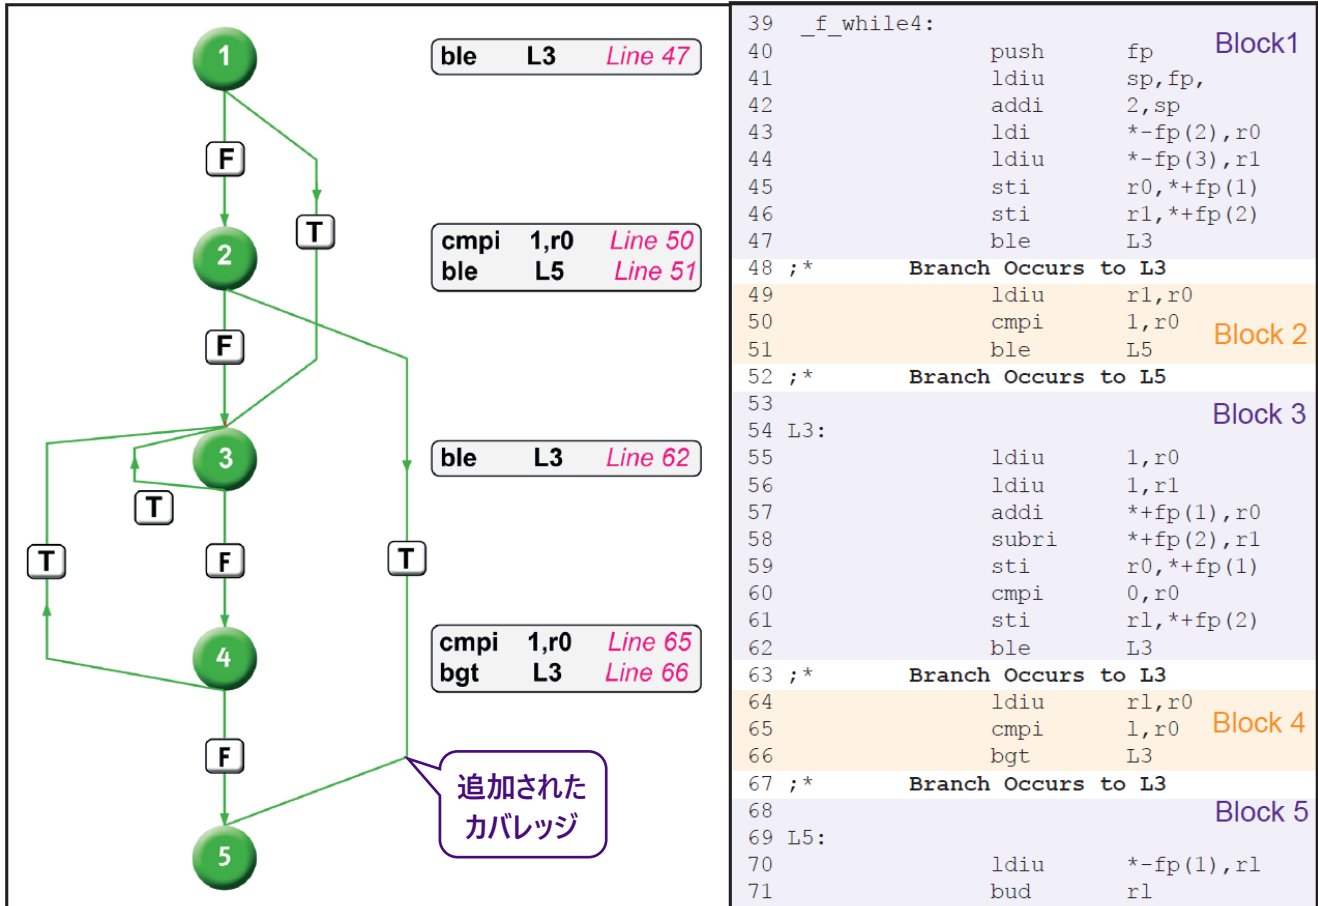 1
ble L3 Line 47
F
T
2
cmpi 1,r0 Line 50
ble L5 Line 51
F
3
ble L3 Line 62
T
T
F
T
4
cmpi 1,r0 Line 65
bgt L3 Line 66
F
追加された
カバレッジ
5
39 _f_while4:
Block1
40 push fp
41 ldiu sp,fp,
42 addi 2,sp
43 ldi *-fp(2),r0
44 ldiu *-fp(3),r1
45 sti r0,*+fp(1)
46 sti r1,*+fp(2)
47 ble L3
48 ;* Branch Occurs to L3
49 ldiu r1,r0
50 cmpi 1,r0
Block 2
51 ble L5
52 ;* Branch Occurs to L5
53
Block 3
54 L3:
55 ldiu 1,r0
56 ldiu 1,r1
57 addi *+fp(1),r0
58 subri *+fp(2),r1
59 sti r0,*+fp(1)
60 cmpi 0,r0
61 sti rl,*+fp(2)
62 ble L3
63 ;* Branch Occurs to L3
64 ldiu rl,r0
65 cmpi l,r0
Block 4
66 bgt L3
67 ;* Branch Occurs to L3
68
Block 5
69 L5:
70 ldiu *-fp(1),rl
71 bud rl